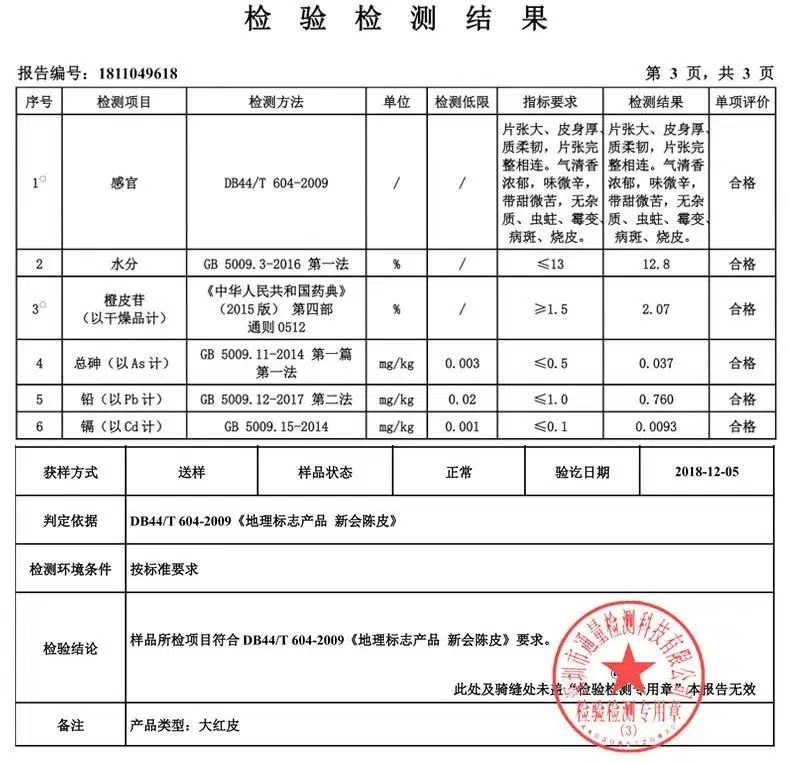 检验检测结果
报告编号：1811049618
第 3 页，共 3 页
序号 检测项目 检测方法 单位 检测低限 指标要求 检测结果 单项评价
1○ 感官 DB44/T 604-2009 / / 片张大、皮身厚、质柔韧，片张完整相连。气清香浓郁，味微辛，带甜微苦，无杂质、虫蛀、霉变、病斑、烧皮。 片张大、皮身厚、质柔韧，片张完整相连。气清香浓郁，味微辛，带甜微苦，无杂质、虫蛀、霉变、病斑、烧皮。 合格
2 水分 GB 5009.3-2016 第一法 % / ≤13 12.8 合格
3○ 橙皮苷（以干燥品计） 《中华人民共和国药典》（2015版） 第四部 通则0512 % / ≥1.5 2.07 合格
4 总砷（以As计） GB 5009.11-2014 第一篇 第一法 mg/kg 0.003 ≤0.5 0.037 合格
5 铅（以Pb计） GB 5009.12-2017 第二法 mg/kg 0.02 ≤1.0 0.760 合格
6 镉（以Cd计） GB 5009.15-2014 mg/kg 0.001 ≤0.1 0.0093 合格
获样方式 送样 样品状态 正常 验讫日期 2018-12-05
判定依据 DB44/T 604-2009《地理标志产品 新会陈皮》
检测环境条件 按标准要求
检验结论 样品所检项目符合DB44/T 604-2009《地理标志产品 新会陈皮》要求。
此处及骑缝处未盖“检验检测专用章”本报告无效
深圳市通量检测科技有限公司
检验检测专用章
(3)
备注 产品类型：大红皮